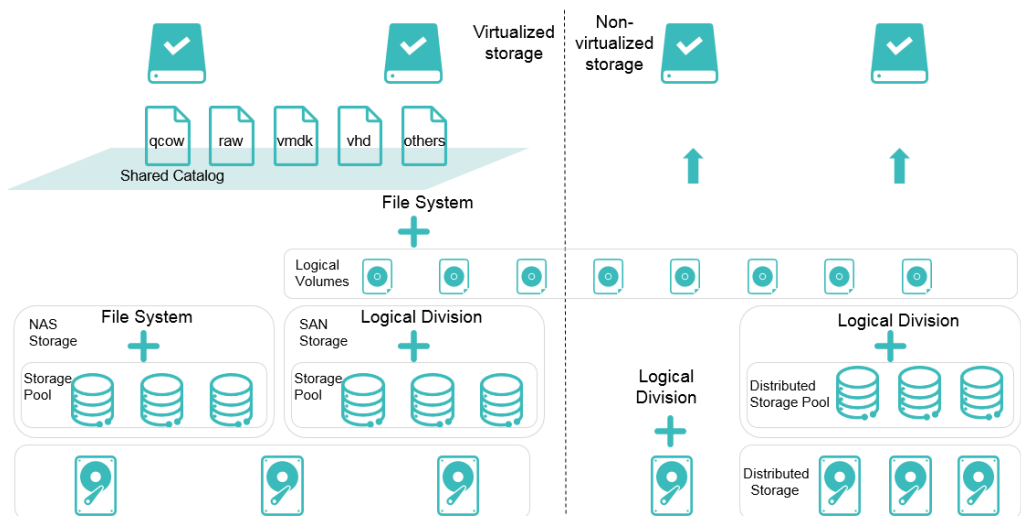 Virtualized
storage
Non-
virtualized
storage
qcow
raw
vmdk
vhd
others
Shared Catalog
File System
Logical
Volumes
NAS
Storage
File System
Storage
Pool
SAN
Storage
Logical Division
Storage
Pool
Logical
Division
Logical Division
Distributed
Storage Pool
Distributed
Storage